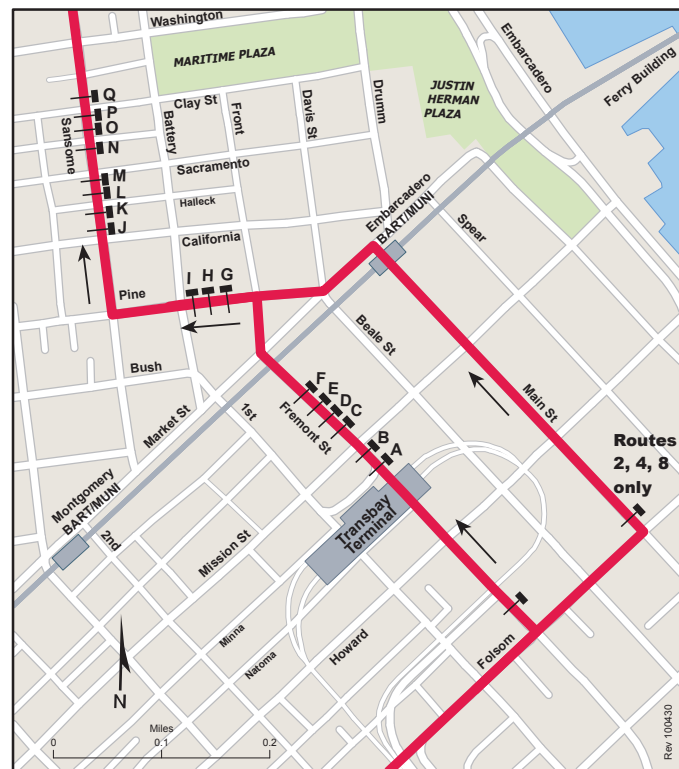 Washington
Embarcadero
MARITIME PLAZA
Ferry Building
Drumm
JUSTIN
HERMAN
PLAZA
Q
Clay St
P
Sansome
O
Battery
Front
Davis St
N
Sacramento
M
L
Halleck
K
J
California
Embarcadero
BART/MUNI
Spear
I
H
G
Pine
Beale St
Bush
F
E
D
C
Market St
1st
Fremont St
B
A
Main St
Routes
2, 4, 8
only
Montgomery
BART/MUNI
2nd
Mission St
Transbay
Terminal
Minna
Natoma
Howard
Folsom
N
Miles
0
0.1
0.2
Rev 100430